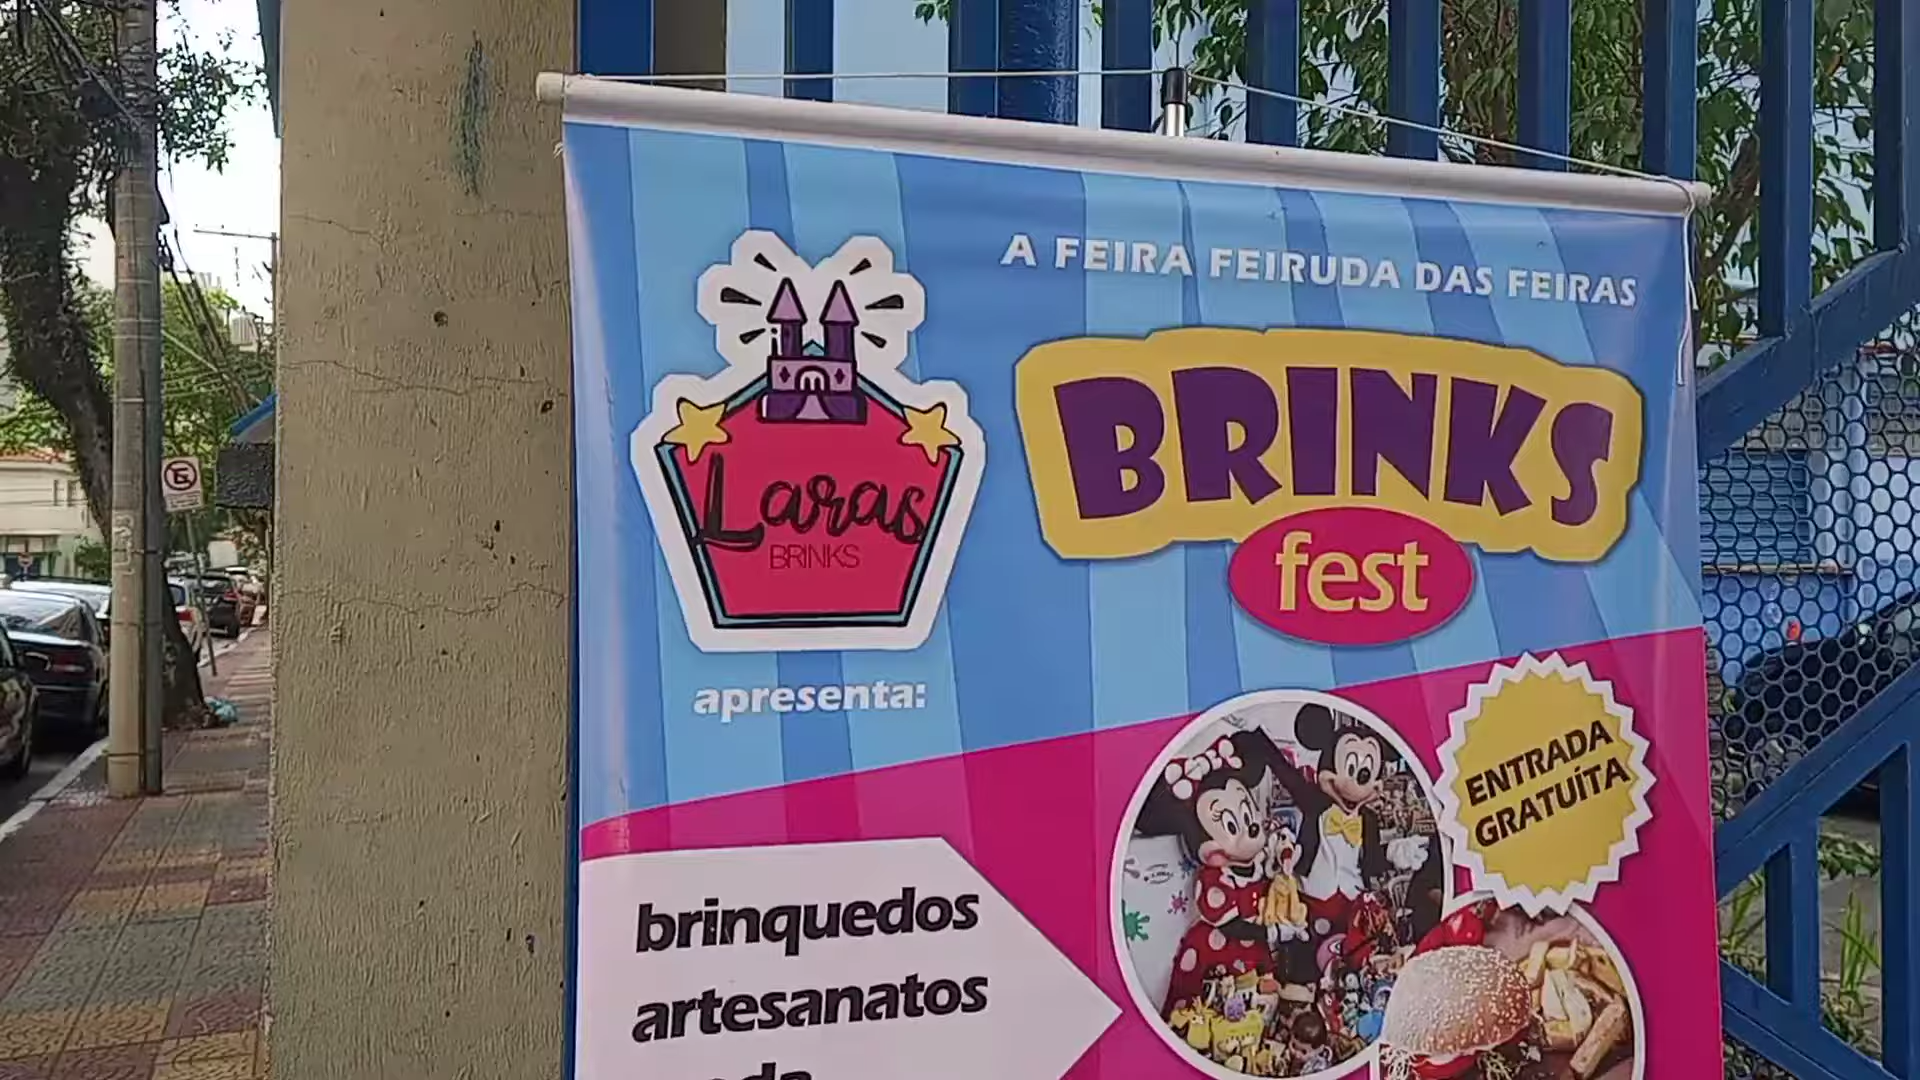 A FEIRA FEIRUDA DAS FEIRAS
Laras
BRINKS
apresenta:
BRINKS
fest
ENTRADA
GRATUÍTA
brinquedos
artesanatos